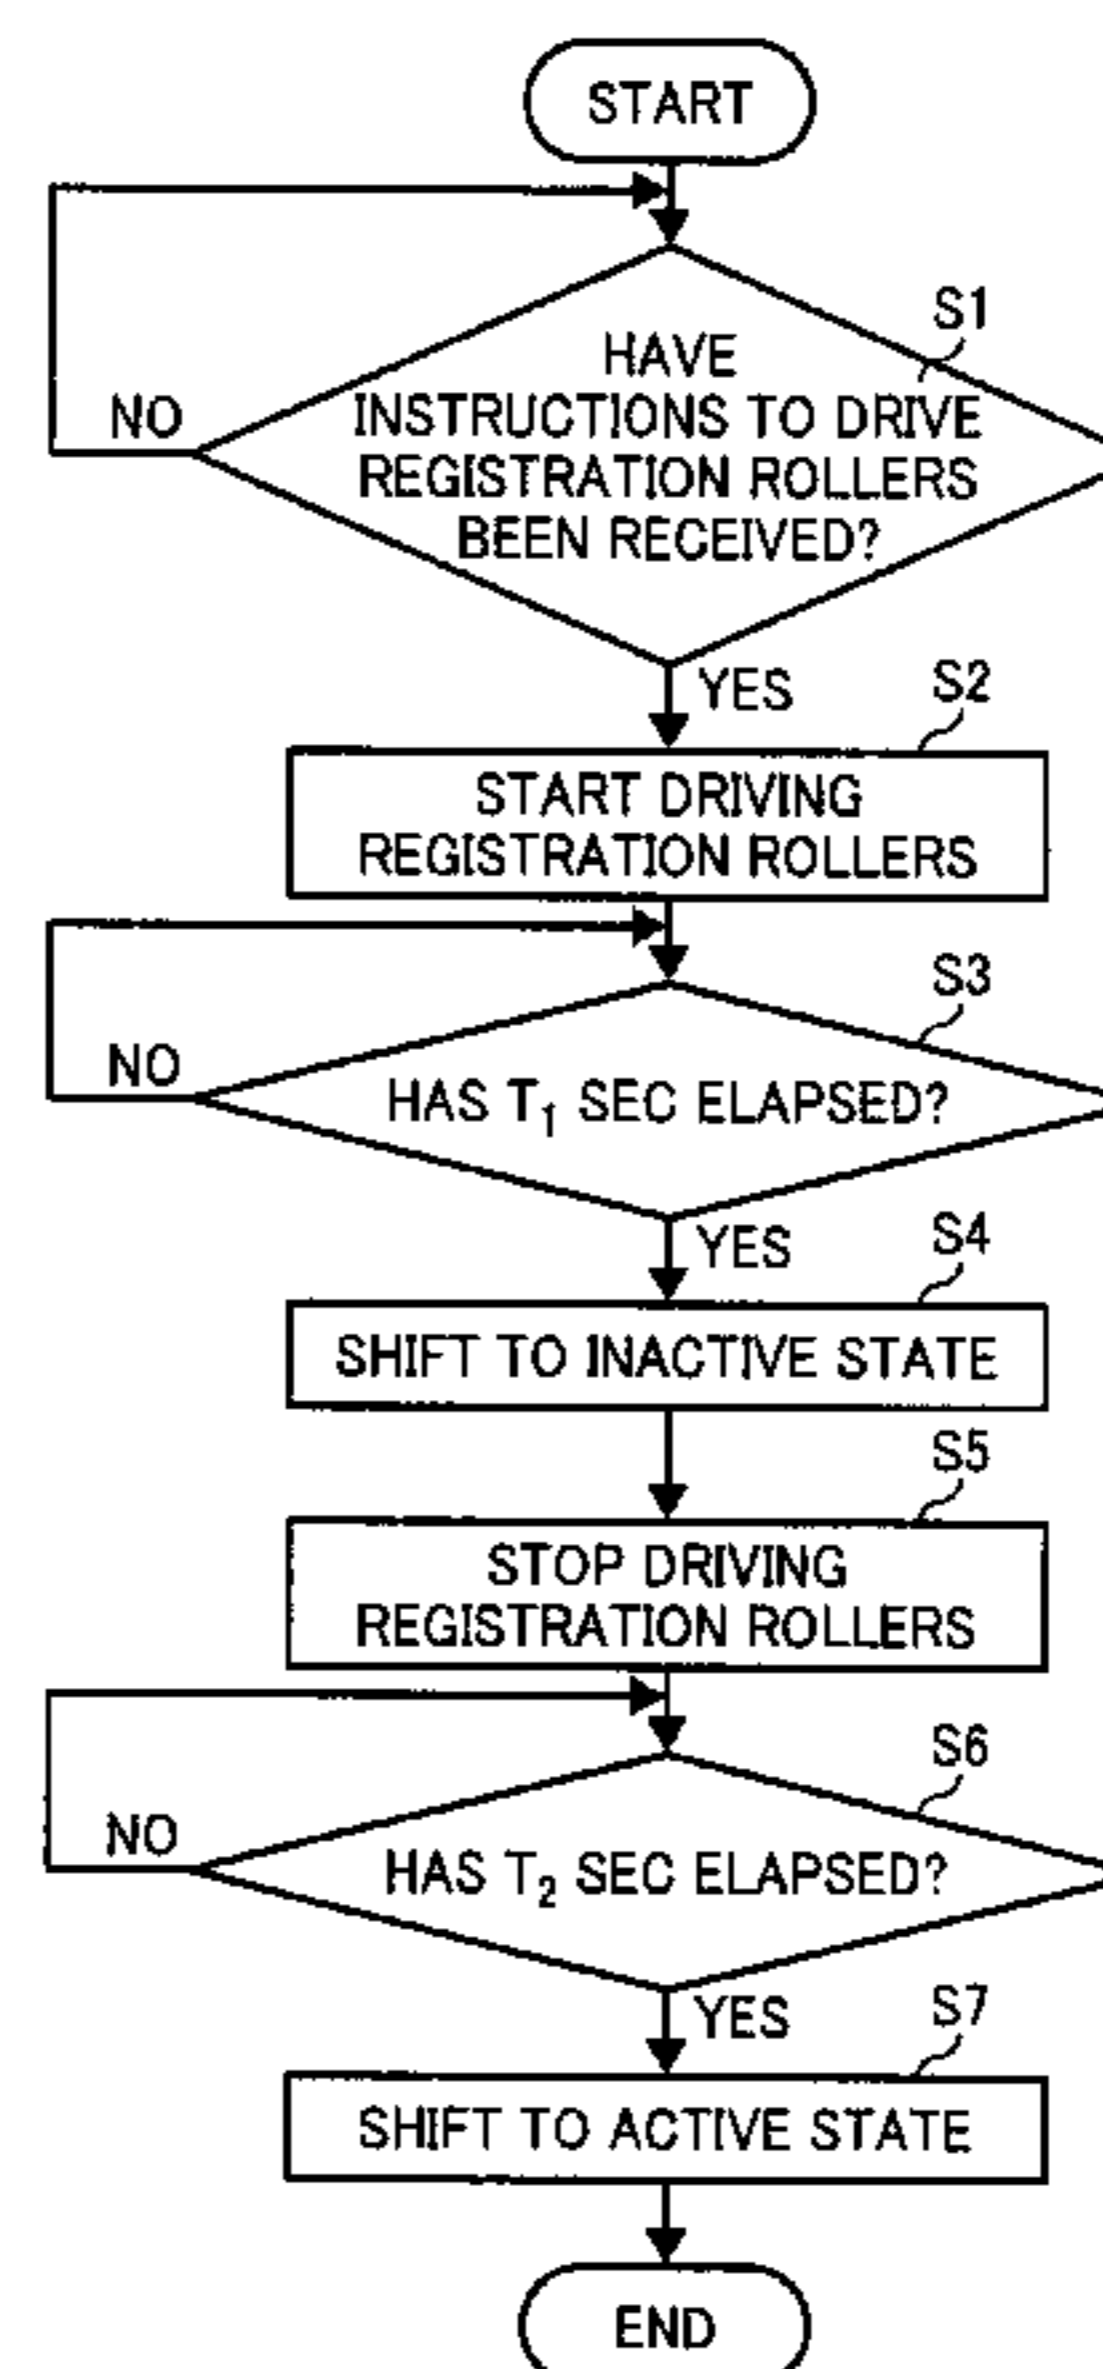 START
S1
HAVE
INSTRUCTIONS TO DRIVE
REGISTRATION ROLLERS
BEEN RECEIVED?
NO
YES
S2
START DRIVING
REGISTRATION ROLLERS
S3
NO
HAS T₁ SEC ELAPSED?
YES
S4
SHIFT TO INACTIVE STATE
S5
STOP DRIVING
REGISTRATION ROLLERS
S6
NO
HAS T₂ SEC ELAPSED?
YES
S7
SHIFT TO ACTIVE STATE
END